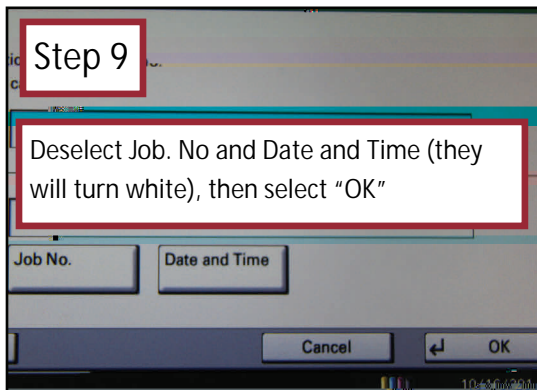 Step 9
Deselect Job. No and Date and Time (they
will turn white), then select “OK”
Job No.
Date and Time
Cancel
OK